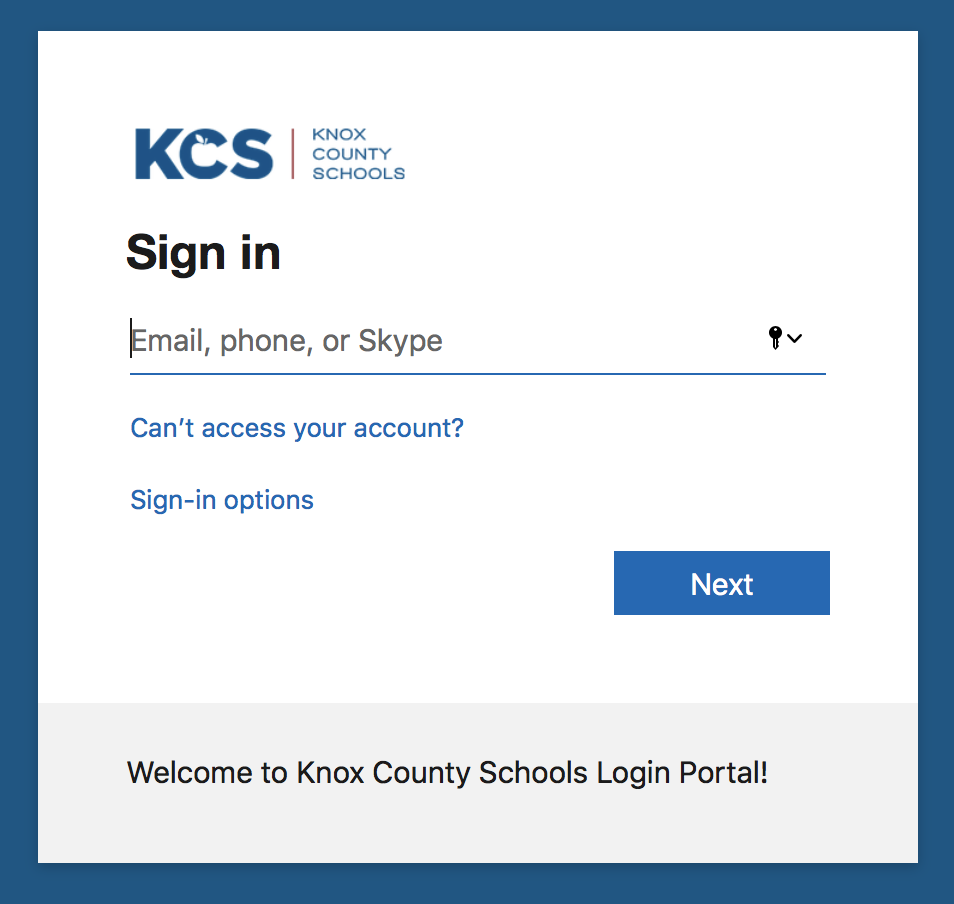 KCS
KNOX
COUNTY
SCHOOLS
Sign in
Email, phone, or Skype
Can’t access your account?
Sign-in options
Next
Welcome to Knox County Schools Login Portal!